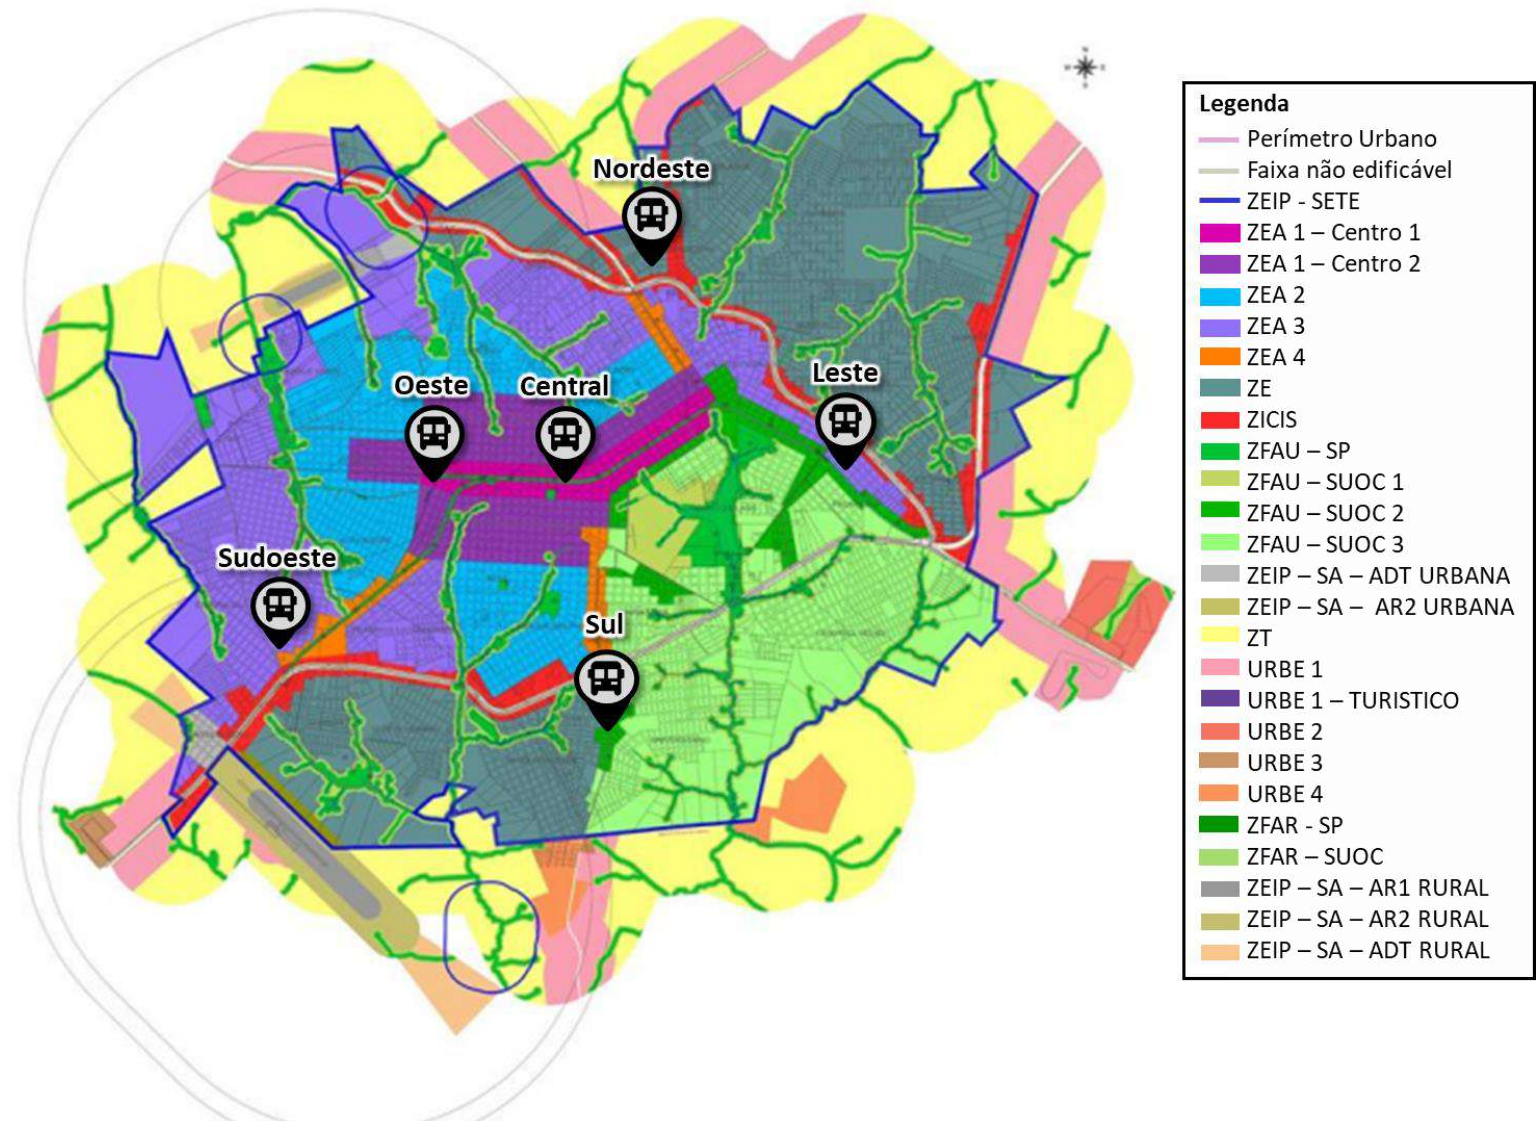 Nordeste
Leste
Oeste
Central
Sudoeste
Sul
Legenda
Perímetro Urbano
Faixa não edificável
ZEIP - SETE
ZEA 1 – Centro 1
ZEA 1 – Centro 2
ZEA 2
ZEA 3
ZEA 4
ZE
ZICIS
ZFAU – SP
ZFAU – SUOC 1
ZFAU – SUOC 2
ZFAU – SUOC 3
ZEIP – SA – ADT URBANA
ZEIP – SA – AR2 URBANA
ZT
URBE 1
URBE 1 – TURISTICO
URBE 2
URBE 3
URBE 4
ZFAR - SP
ZFAR – SUOC
ZEIP – SA – AR1 RURAL
ZEIP – SA – AR2 RURAL
ZEIP – SA – ADT RURAL